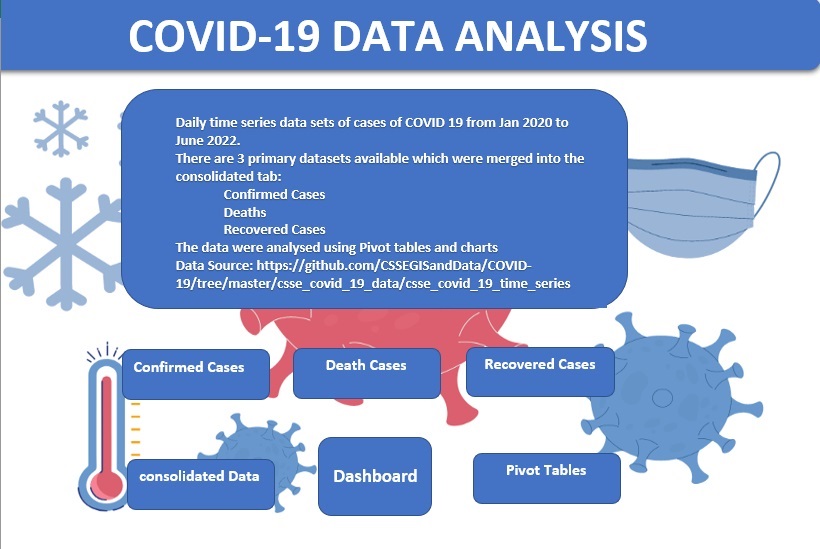 COVID-19 DATA ANALYSIS
Daily time series data sets of cases of COVID 19 from Jan 2020 to
June 2022.
There are 3 primary datasets available which were merged into the
consolidated tab:
Confirmed Cases
Deaths
Recovered Cases
The data were analysed using Pivot tables and charts
Data Source: https://github.com/CSSEGISandData/COVID-
19/tree/master/csse_covid_19_data/csse_covid_19_time_series
Confirmed Cases
Death Cases
Recovered Cases
consolidated Data
Dashboard
Pivot Tables